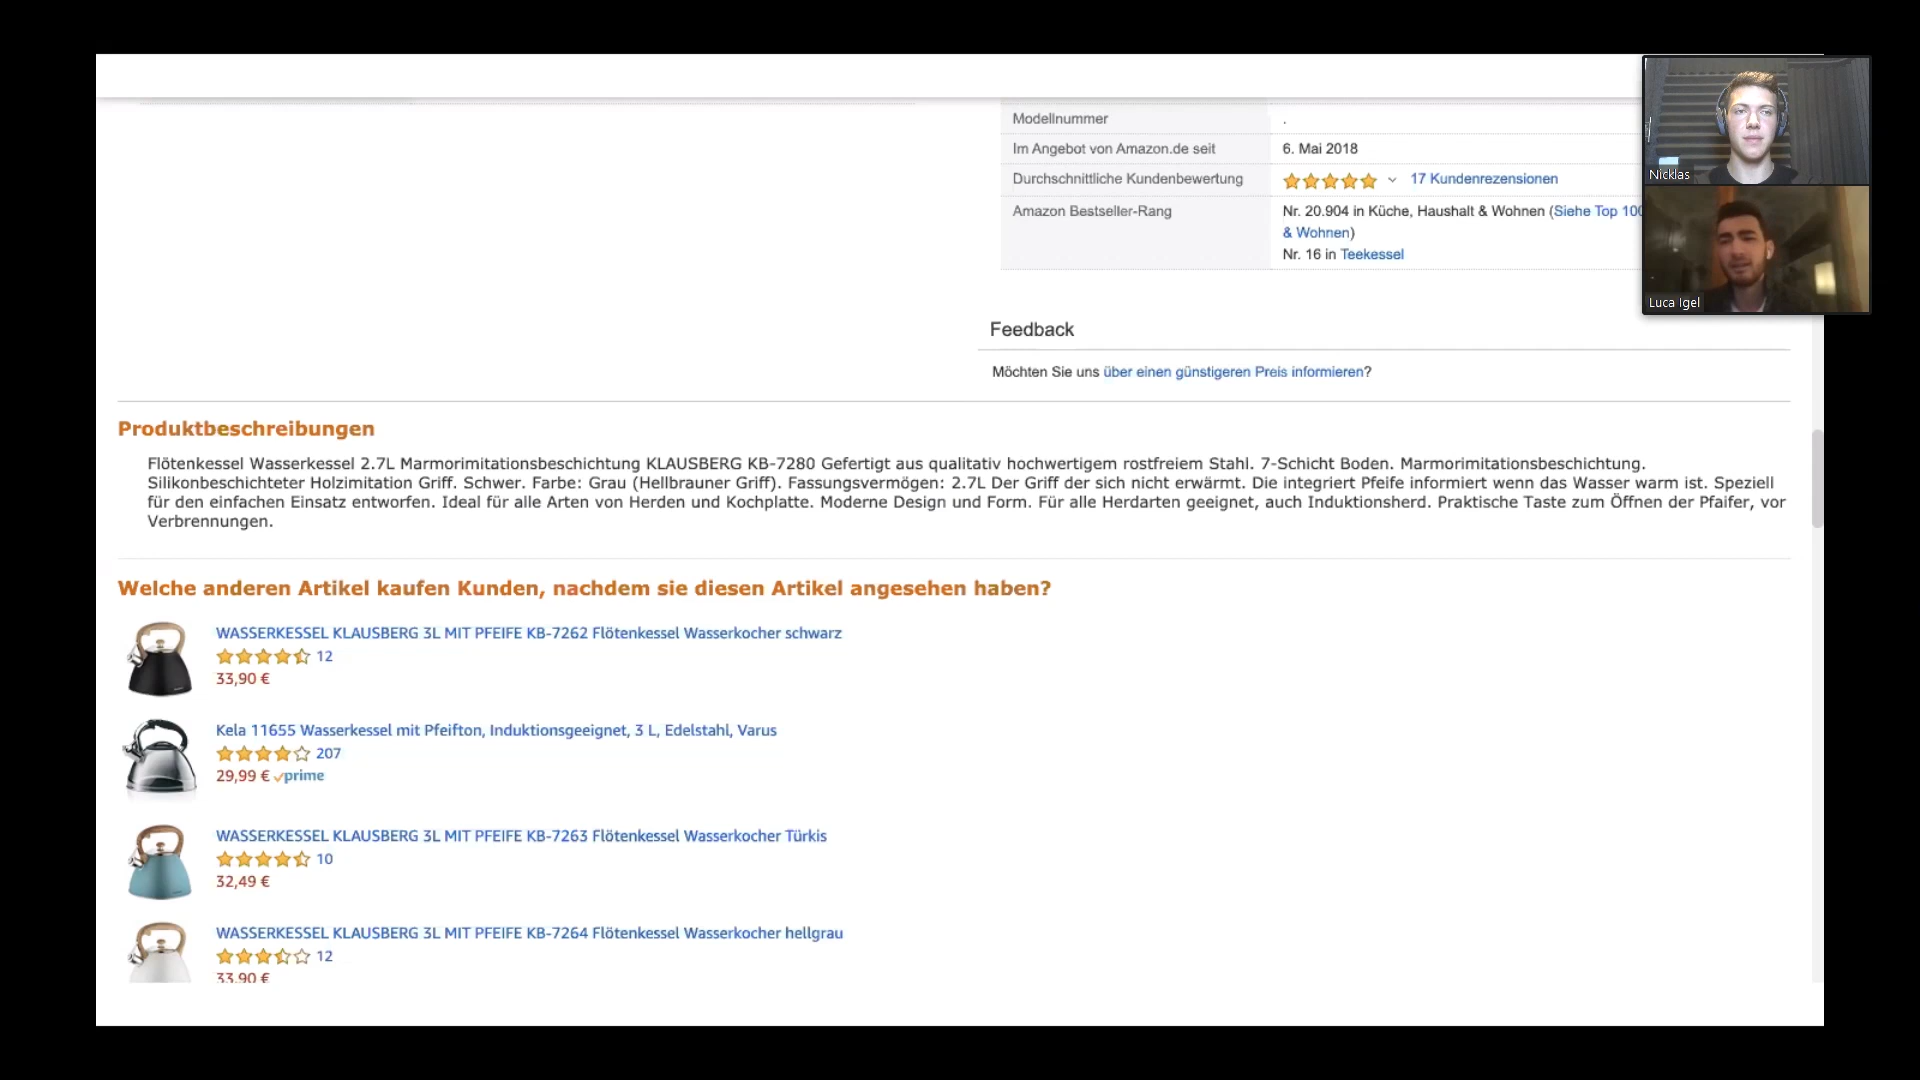 Modellnummer .
Im Angebot von Amazon.de seit 6. Mai 2018
Durchschnittliche Kundenbewertung 17 Kundenrezensionen
Amazon Bestseller-Rang Nr. 20.904 in Küche, Haushalt & Wohnen (Siehe Top 100
& Wohnen)
Nr. 16 in Teekessel
Nicklas
Luca Igel
Feedback
Möchten Sie uns über einen günstigeren Preis informieren?
Produktbeschreibungen
Flötenkessel Wasserkessel 2.7L Marmorimitationsbeschichtung KLAUSBERG KB-7280 Gefertigt aus qualitativ hochwertigem rostfreiem Stahl. 7-Schicht Boden. Marmorimitationsbeschichtung.
Silikonbeschichteter Holzimitation Griff. Schwer. Farbe: Grau (Hellbrauner Griff). Fassungsvermögen: 2.7L Der Griff der sich nicht erwärmt. Die integriert Pfeife informiert wenn das Wasser warm ist. Speziell
für den einfachen Einsatz entworfen. Ideal für alle Arten von Herden und Kochplatte. Moderne Design und Form. Für alle Herdarten geeignet, auch Induktionsherd. Praktische Taste zum Öffnen der Pfaifer, vor
Verbrennungen.
Welche anderen Artikel kaufen Kunden, nachdem sie diesen Artikel angesehen haben?
WASSERKESSEL KLAUSBERG 3L MIT PFEIFE KB-7262 Flötenkessel Wasserkocher schwarz
12
33,90 €
Kela 11655 Wasserkessel mit Pfeifton, Induktionsgeeignet, 3 L, Edelstahl, Varus
207
29,99 € prime
WASSERKESSEL KLAUSBERG 3L MIT PFEIFE KB-7263 Flötenkessel Wasserkocher Türkis
10
32,49 €
WASSERKESSEL KLAUSBERG 3L MIT PFEIFE KB-7264 Flötenkessel Wasserkocher hellgrau
12
33,90 €